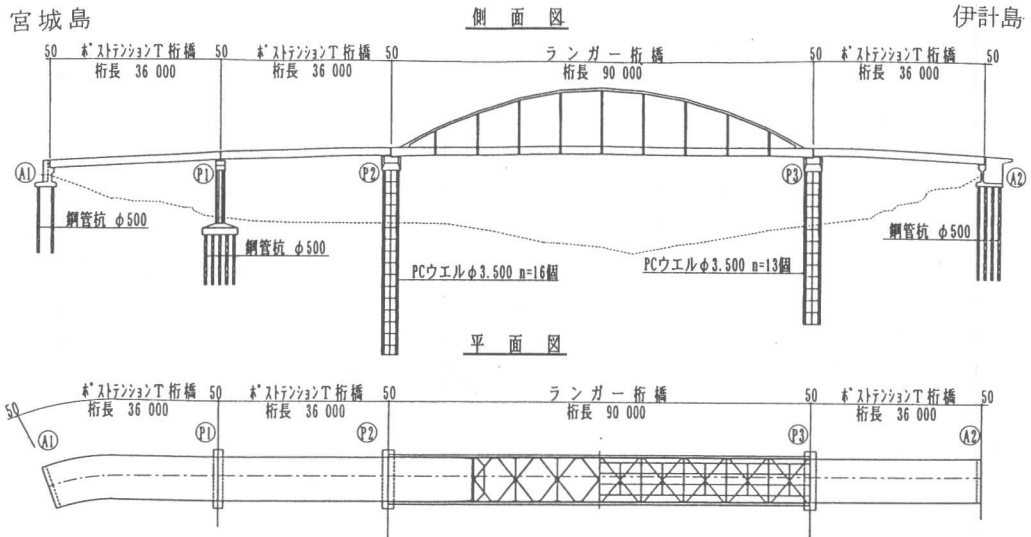 宮城島
側面図
伊計島
50 ポストテンションT桁橋 50 ポストテンションT桁橋 50 ランガー桁橋 50 ポストテンションT桁橋 50
桁長 36 000 桁長 36 000 桁長 90 000 桁長 36 000
A1 P1 P2 P3 A2
鋼管杭 φ500
鋼管杭 φ500
PCウエルφ3.500 n=16個
PCウエルφ3.500 n=13個
鋼管杭 φ500
平面図
50 ポストテンションT桁橋 50 ポストテンションT桁橋 50 ランガー桁橋 50 ポストテンションT桁橋 50
桁長 36 000 桁長 36 000 桁長 90 000 桁長 36 000
A1 P1 P2 P3 A2